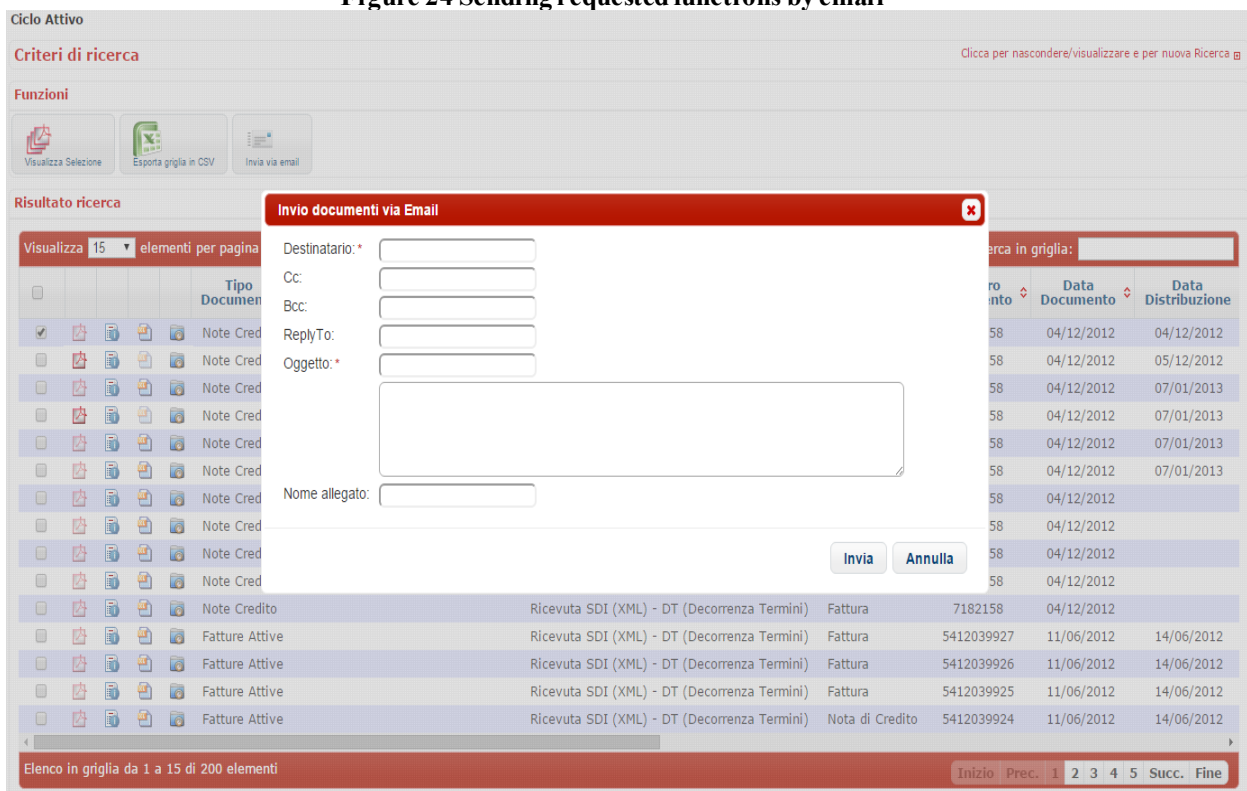 Figure 24 Sending requested functions by email
Ciclo Attivo
Criteri di ricerca
Clicca per nascondere/visualizzare e per nuova Ricerca
Funzioni
Visualizza Selezione
Esporta griglia in CSV
Invia via email
Risultato ricerca
Invio documenti via Email
Destinatario: *
Cc:
Bcc:
ReplyTo:
Oggetto: *
Nome allegato:
Invia Annulla
Visualizza 15 elementi per pagina
erca in griglia:
Tipo Documen
ro ento
Data Documento
Data Distribuzione
Note Cred 58 04/12/2012 04/12/2012
Note Cred 58 04/12/2012 05/12/2012
Note Cred 58 04/12/2012 07/01/2013
Note Cred 58 04/12/2012 07/01/2013
Note Cred 58 04/12/2012 07/01/2013
Note Cred 58 04/12/2012 07/01/2013
Note Cred 58 04/12/2012
Note Cred 58 04/12/2012
Note Cred 58 04/12/2012
Note Cred 58 04/12/2012
Note Credito Ricevuta SDI (XML) - DT (Decorrenza Termini) Fattura 7182158 04/12/2012
Fatture Attive Ricevuta SDI (XML) - DT (Decorrenza Termini) Fattura 5412039927 11/06/2012 14/06/2012
Fatture Attive Ricevuta SDI (XML) - DT (Decorrenza Termini) Fattura 5412039926 11/06/2012 14/06/2012
Fatture Attive Ricevuta SDI (XML) - DT (Decorrenza Termini) Fattura 5412039925 11/06/2012 14/06/2012
Fatture Attive Ricevuta SDI (XML) - DT (Decorrenza Termini) Nota di Credito 5412039924 11/06/2012 14/06/2012
Elenco in griglia da 1 a 15 di 200 elementi
Inizio Prec. 1 2 3 4 5 Succ. Fine